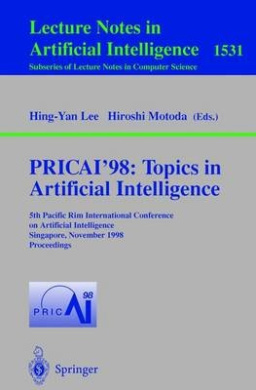 Lecture Notes in
Artificial Intelligence 1531
Subseries of Lecture Notes in Computer Science
Hing-Yan Lee Hiroshi Motoda (Eds.)
PRICAI'98: Topics in
Artificial Intelligence
5th Pacific Rim International Conference
on Artificial Intelligence
Singapore, November 1998
Proceedings
98
PRICAI
Springer